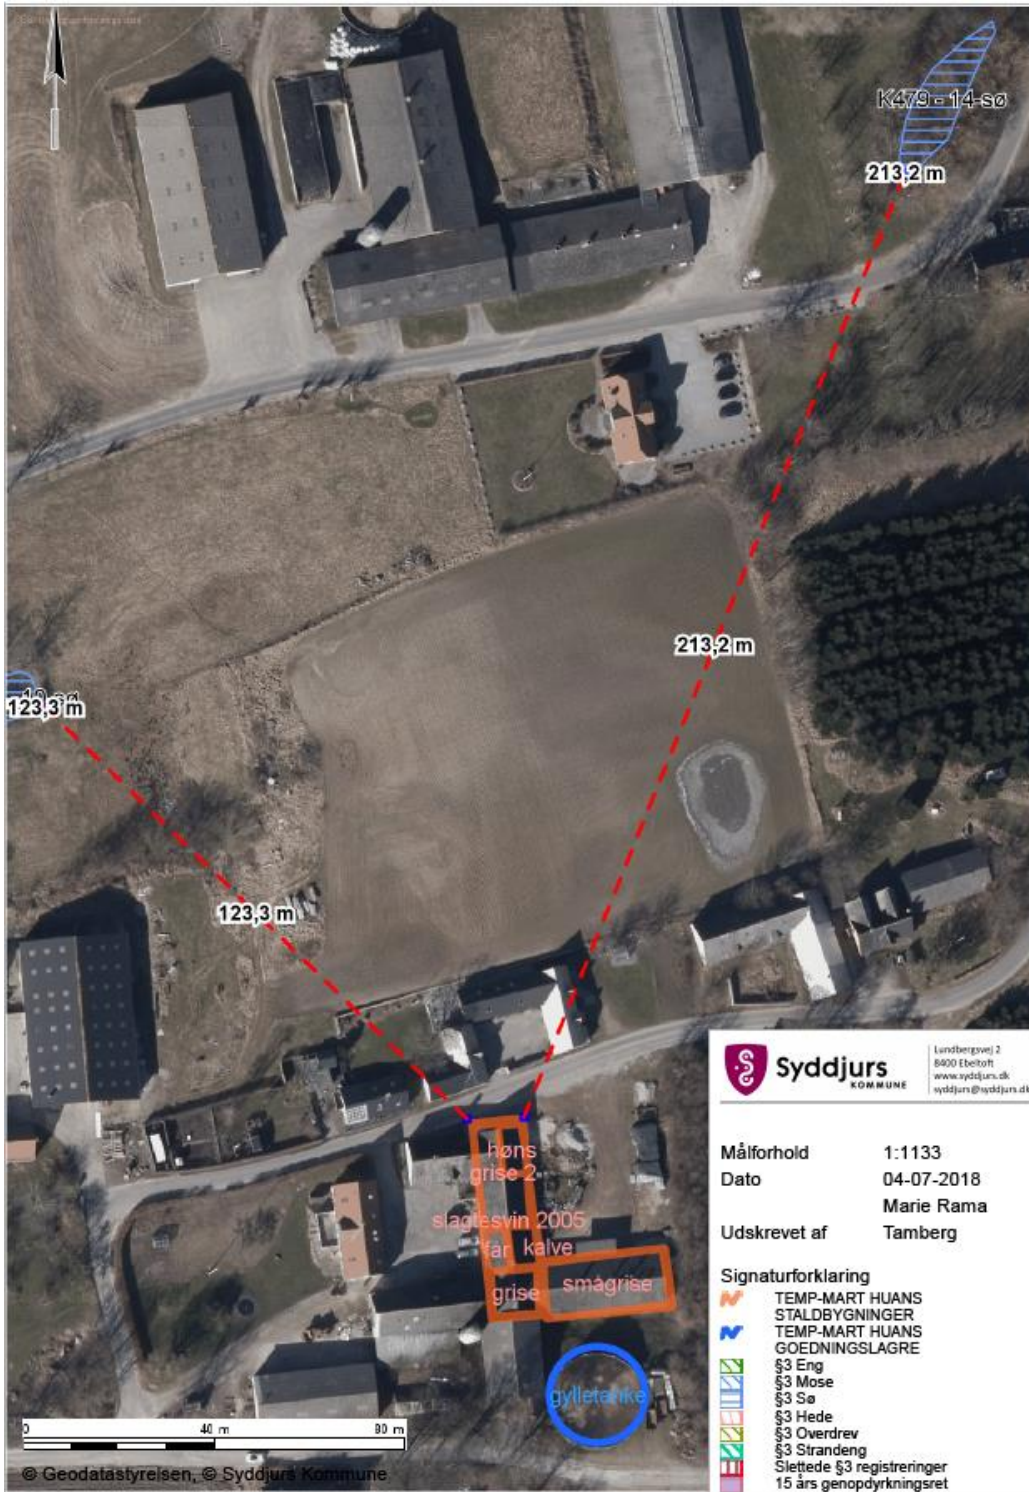 K479 - 14-sø
213,2 m
213,2 m
123,3 m
123,3 m
høns
grise 2
slagtesvin 2005
får kalve
grise
smågrise
gylletanke
Syddjurs
KOMMUNE
Lundbergsvej 2
8400 Ebeltoft
www.syddjurs.dk
syddjurs@syddjurs.dk
Målforhold 1:1133
Dato 04-07-2018
Marie Rama
Udskrevet af Tamberg
Signaturforklaring
TEMP-MART HUANS
STALDBYGNINGER
TEMP-MART HUANS
GOEDNINGSLAGRE
§3 Eng
§3 Mose
§3 Sø
§3 Hede
§3 Overdrev
§3 Strandeng
Slettede §3 registreringer
15 års genopdyrkningsret
0 40 m 80 m
© Geodatastyrelsen, © Syddjurs Kommune